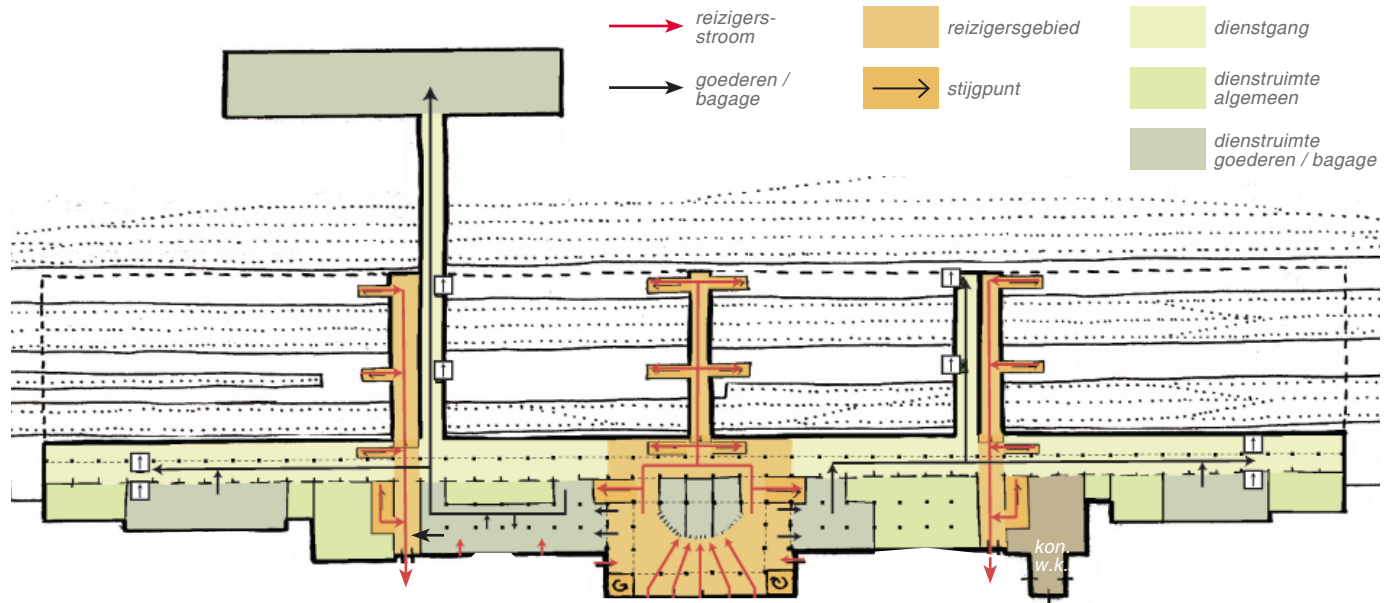 reizigers-
stroom
goederen /
bagage
reizigersgebied
stijgpunt
dienstgang
dienstruimte
algemeen
dienstruimte
goederen / bagage
kon.
w.k.